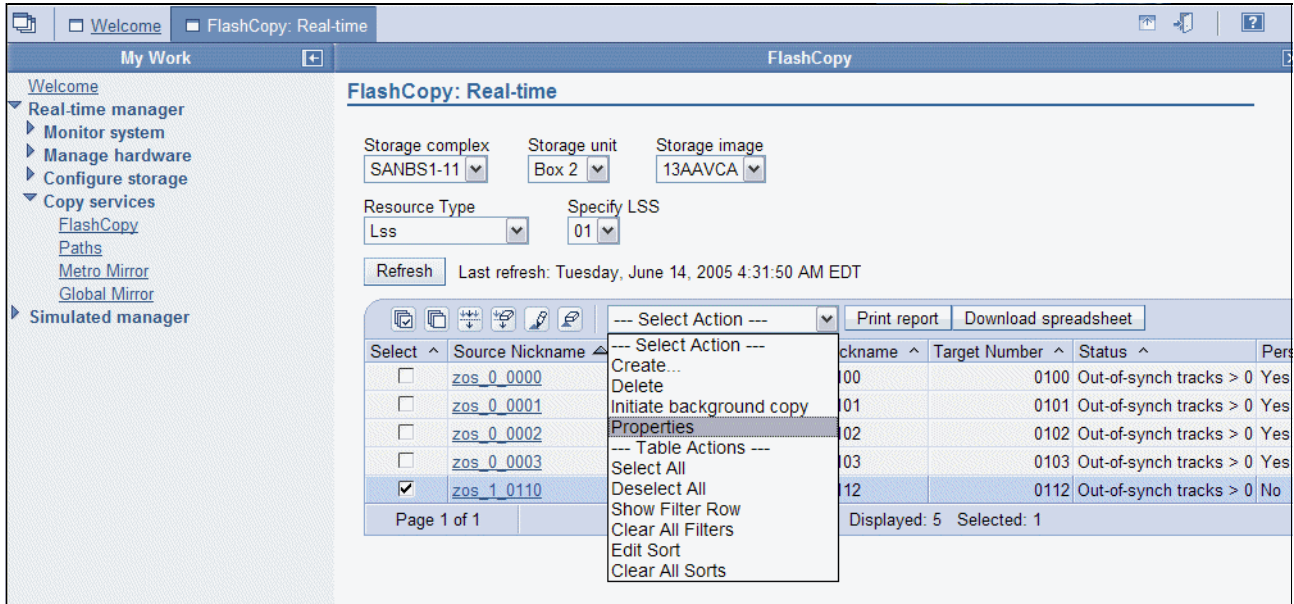 Welcome FlashCopy: Real-time ?
My Work FlashCopy
Welcome
Real-time manager
Monitor system
Manage hardware
Configure storage
Copy services
FlashCopy
Paths
Metro Mirror
Global Mirror
Simulated manager
FlashCopy: Real-time
Storage complex Storage unit Storage image
SANBS1-11 Box 2 13AAVCA
Resource Type Specify LSS
Lss 01
Refresh Last refresh: Tuesday, June 14, 2005 4:31:50 AM EDT
--- Select Action --- Print report Download spreadsheet
Select Source Nickname ckname Target Number Status Pers
zos_0_0000 100 0100 Out-of-synch tracks > 0 Yes
zos_0_0001 101 0101 Out-of-synch tracks > 0 Yes
zos_0_0002 102 0102 Out-of-synch tracks > 0 Yes
zos_0_0003 103 0103 Out-of-synch tracks > 0 Yes
zos_1_0110 112 0112 Out-of-synch tracks > 0 No
Page 1 of 1 Displayed: 5 Selected: 1
--- Select Action ---
Create...
Delete
Initiate background copy
Properties
--- Table Actions ---
Select All
Deselect All
Show Filter Row
Clear All Filters
Edit Sort
Clear All Sorts